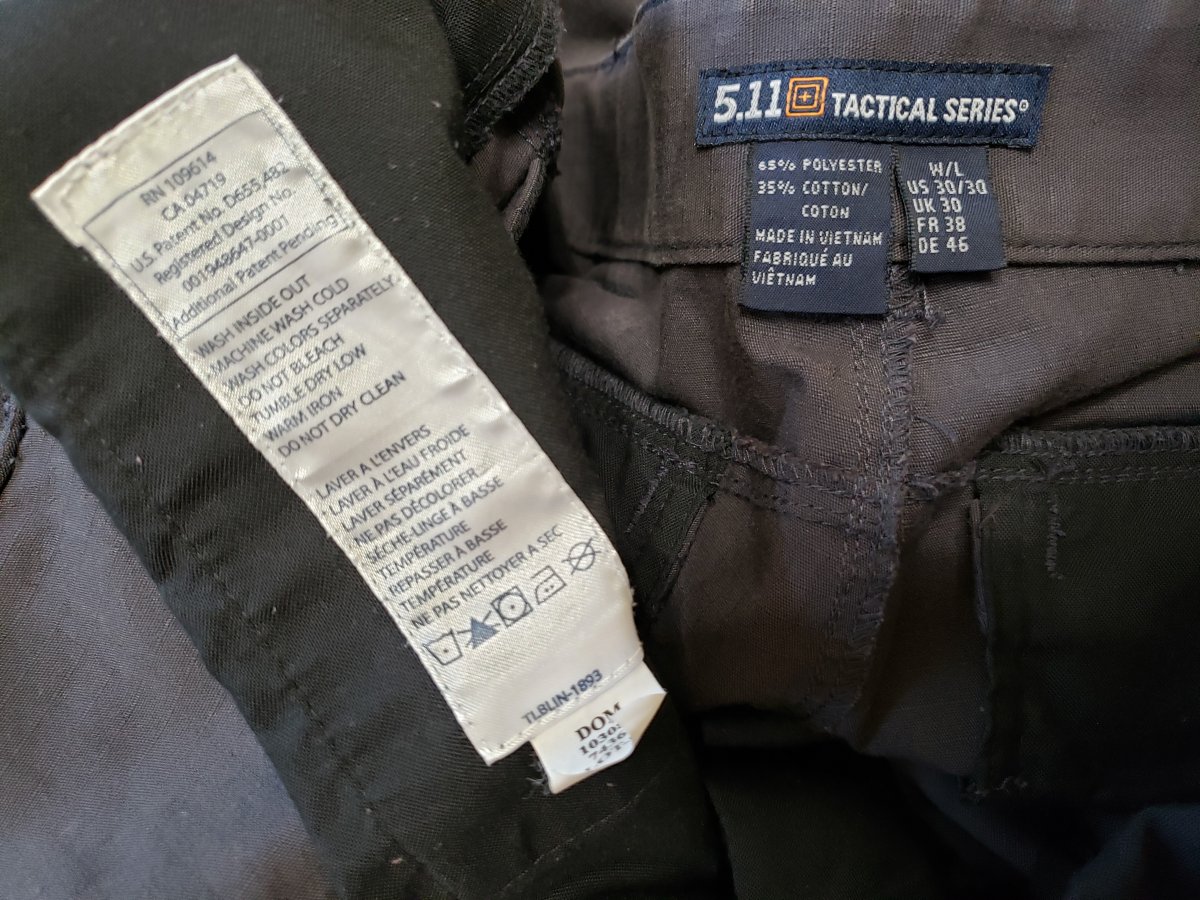 RN 109614
CA 04719
U.S. Patent No. D655,482
Registered Design No.
001948647-0007
Additional Patent Pending
WASH INSIDE OUT
MACHINE WASH COLD
WASH COLORS SEPARATELY
DO NOT BLEACH
TUMBLE DRY LOW
WARM IRON
DO NOT DRY CLEAN
LAVER A L'ENVERS
LAVER À L'EAU FROIDE
LAVER SÉPARÉMENT
NE PAS DÉCOLORER
SÉCHE-LINGE À BASSE
TEMPÉRATURE
REPASSER À BASSE
TEMPÉRATURE
NE PAS NETTOYER A SEC
TLBLIN-1893
DOM
1030:
7436
5.11 TACTICAL SERIES®
65% POLYESTER
35% COTTON/
COTON
MADE IN VIETNAM
FABRIQUÉ AU
VIÊTNAM
W/L
US 30/30
UK 30
FR 38
DE 46